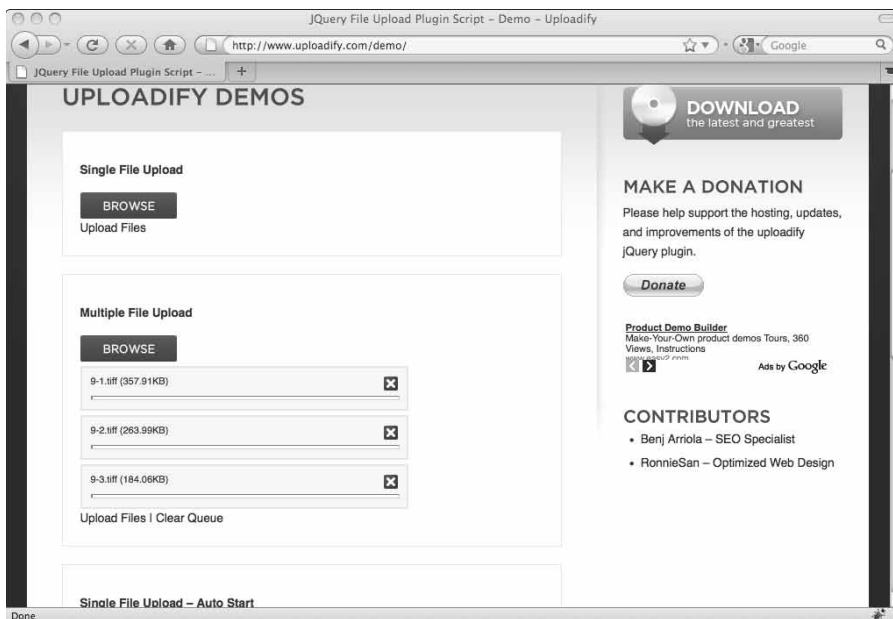 JQuery File Upload Plugin Script – Demo – Uploadify
http://www.uploadify.com/demo/
Google
JQuery File Upload Plugin Script – ...
+
UPLOADIFY DEMOS
Single File Upload
BROWSE
Upload Files
Multiple File Upload
BROWSE
9-1.tiff (357.91KB)
9-2.tiff (263.99KB)
9-3.tiff (184.06KB)
Upload Files | Clear Queue
Single File Upload – Auto Start
DOWNLOAD
the latest and greatest
MAKE A DONATION
Please help support the hosting, updates,
and improvements of the uploadify
jQuery plugin.
Donate
Product Demo Builder
Make-Your-Own product demos Tours, 360
Views, Instructions
www.easy2.com
Ads by Google
CONTRIBUTORS
• Benj Arriola – SEO Specialist
• RonnieSan – Optimized Web Design
Done